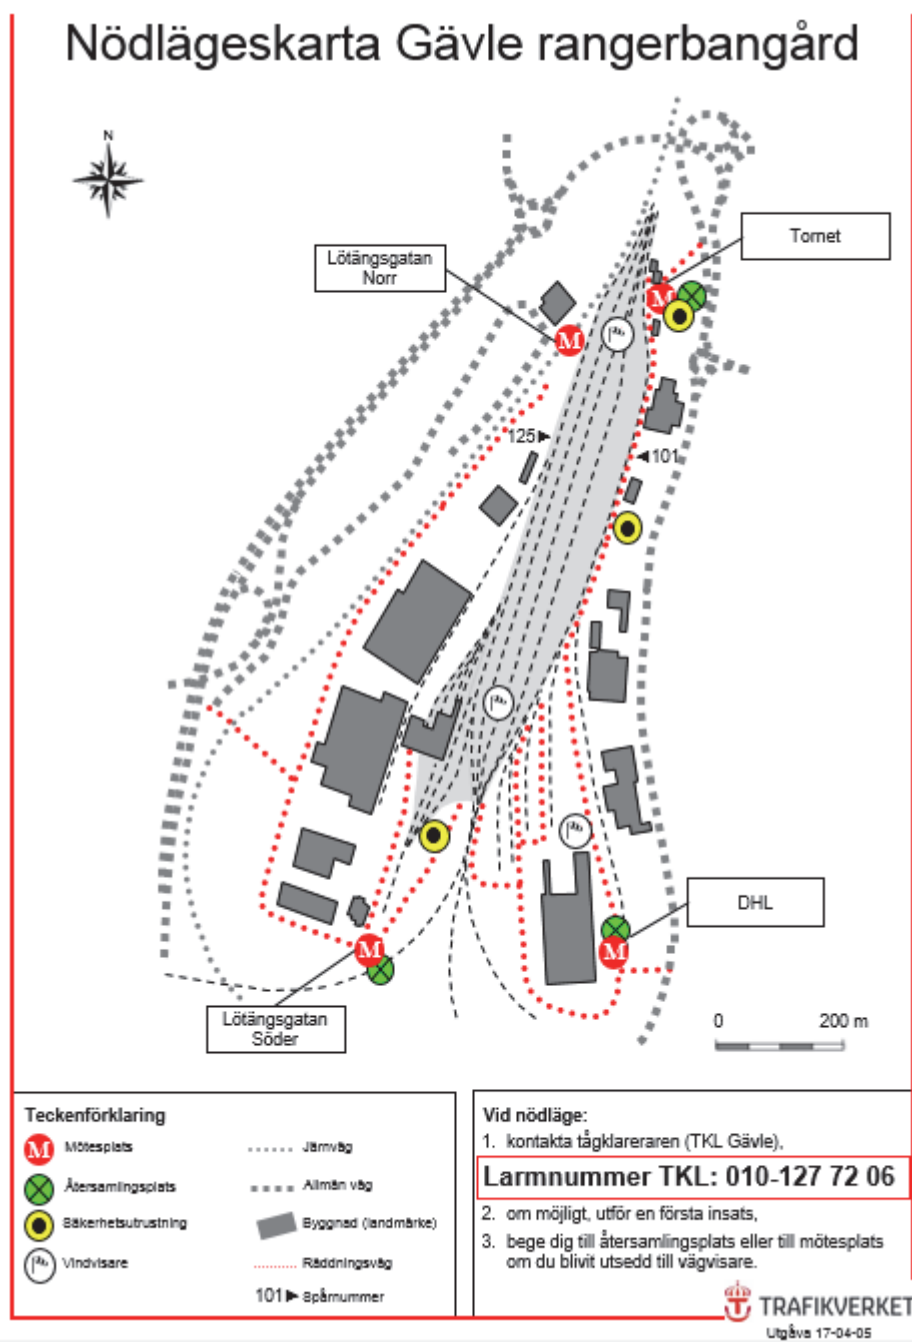 Nödlägeskarta Gävle rangerbangård
N
Tornet
Lötängsgatan
Norr
M
M
125►
◄101
DHL
M
M
Lötängsgatan
Söder
0 200 m
Teckenförklaring
M Mötesplats
Återsamlingsplats
Säkerhetsutrustning
Vindvisare
Järnväg
Allmän väg
Byggnad (landmärke)
Räddningsväg
101► Spårnummer
Vid nödläge:
1. kontakta tågklareraren (TKL Gävle),
Larmnummer TKL: 010-127 72 06
2. om möjligt, utför en första insats,
3. bege dig till återsamlingsplats eller till mötesplats
om du blivit utsedd till vägvisare.
TRAFIKVERKET
Utgåva 17-04-05